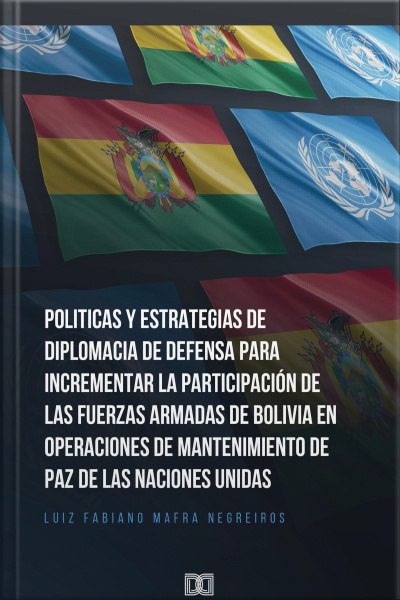 POLITICAS Y ESTRATEGIAS DE
DIPLOMACIA DE DEFENSA PARA
INCREMENTAR LA PARTICIPACIÓN DE
LAS FUERZAS ARMADAS DE BOLIVIA EN
OPERACIONES DE MANTENIMIENTO DE
PAZ DE LAS NACIONES UNIDAS
LUIZ FABIANO MAFRA NEGREIROS